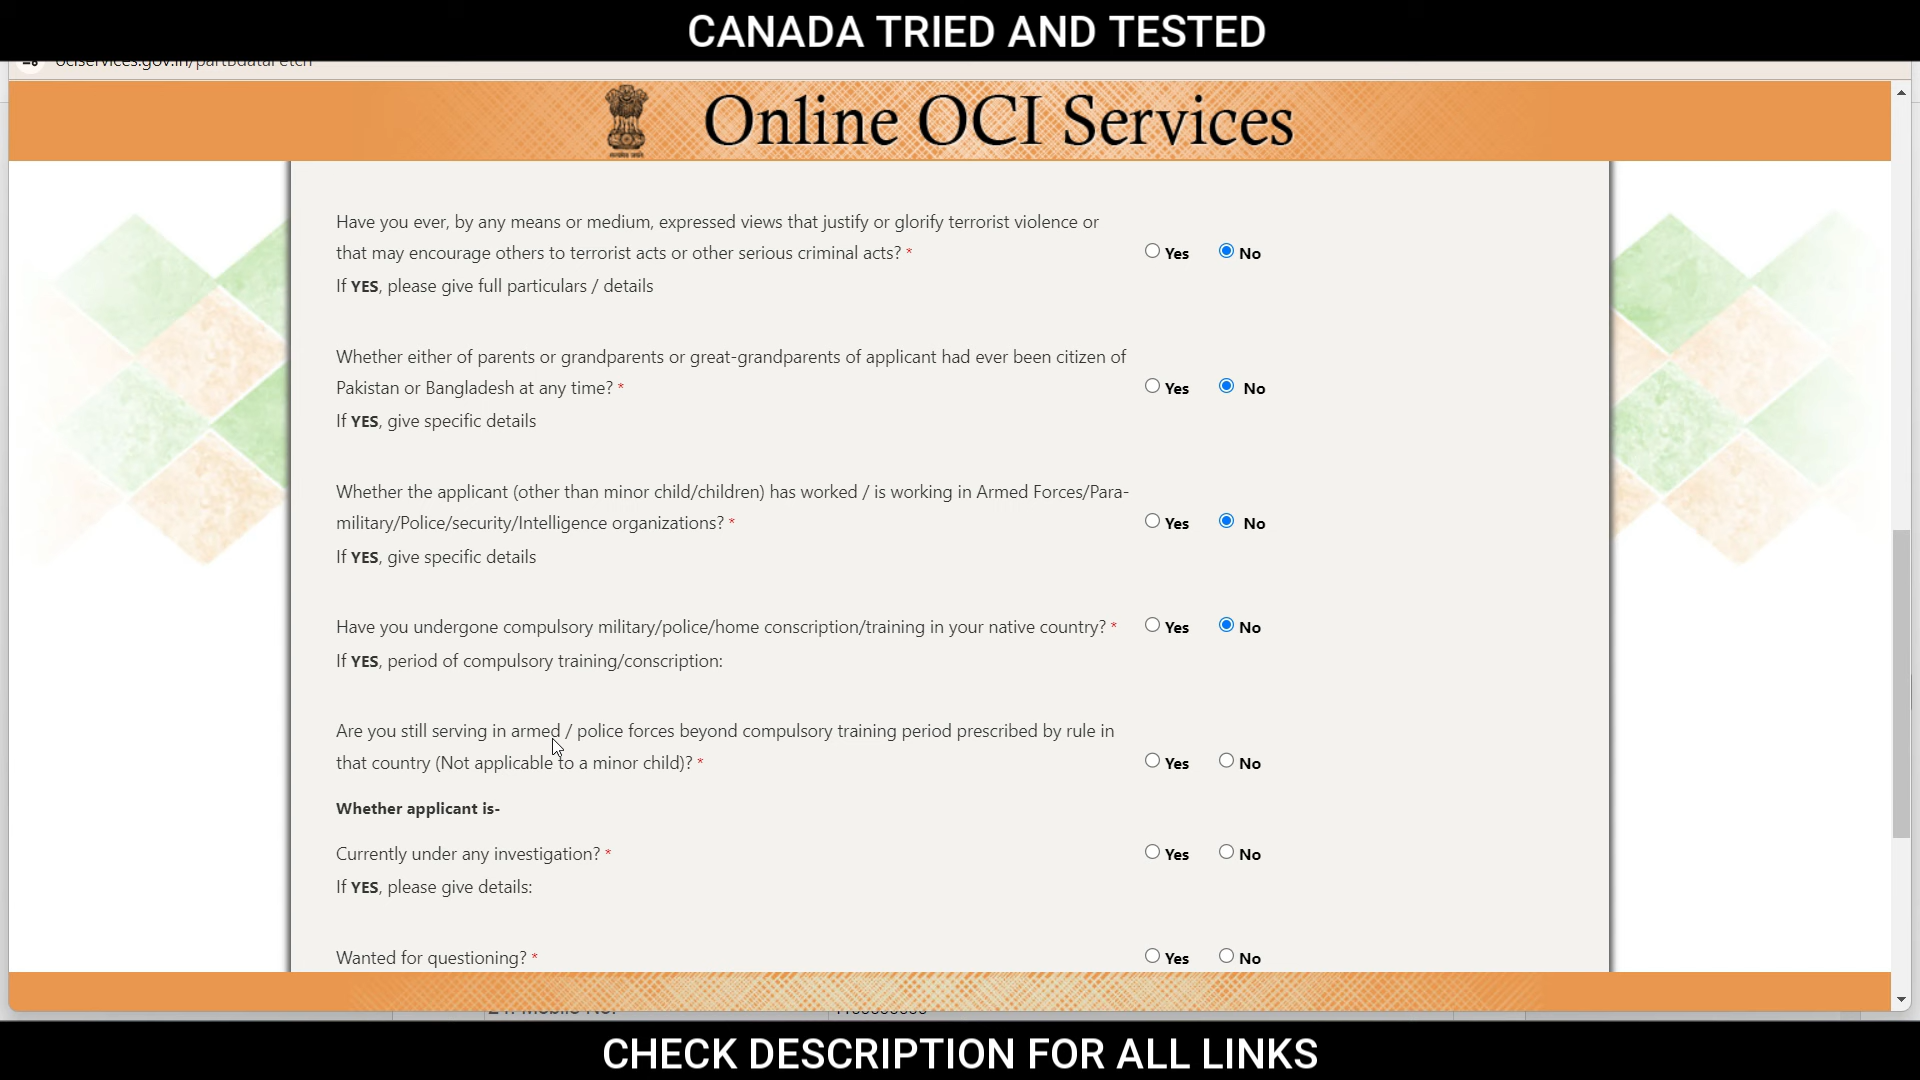 CANADA TRIED AND TESTED
ociservices.gov.in/partBdataFetch
Online OCI Services
Have you ever, by any means or medium, expressed views that justify or glorify terrorist violence or
that may encourage others to terrorist acts or other serious criminal acts? * Yes No
If YES, please give full particulars / details
Whether either of parents or grandparents or great-grandparents of applicant had ever been citizen of
Pakistan or Bangladesh at any time? * Yes No
If YES, give specific details
Whether the applicant (other than minor child/children) has worked / is working in Armed Forces/Para-
military/Police/security/Intelligence organizations? * Yes No
If YES, give specific details
Have you undergone compulsory military/police/home conscription/training in your native country? * Yes No
If YES, period of compulsory training/conscription:
Are you still serving in armed / police forces beyond compulsory training period prescribed by rule in
that country (Not applicable to a minor child)? * Yes No
Whether applicant is-
Currently under any investigation? * Yes No
If YES, please give details:
Wanted for questioning? * Yes No
CHECK DESCRIPTION FOR ALL LINKS